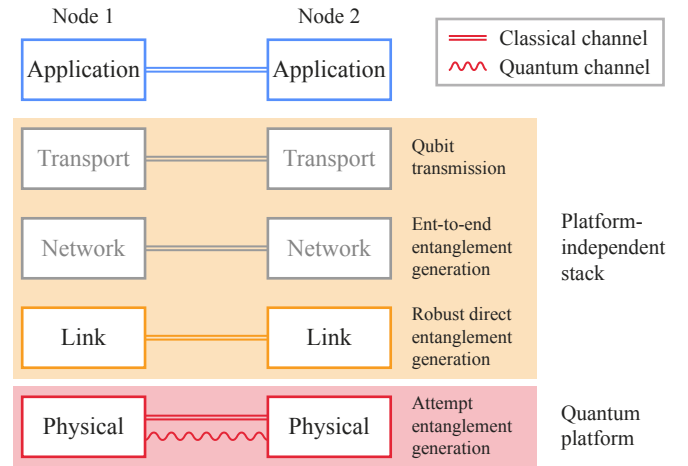 Node 1 Node 2
Classical channel
Quantum channel
Application Application
Transport Transport
Qubit
transmission
Network Network
Ent-to-end
entanglement
generation
Platform-
independent
stack
Link Link
Robust direct
entanglement
generation
Physical Physical
Attempt
entanglement
generation
Quantum
platform